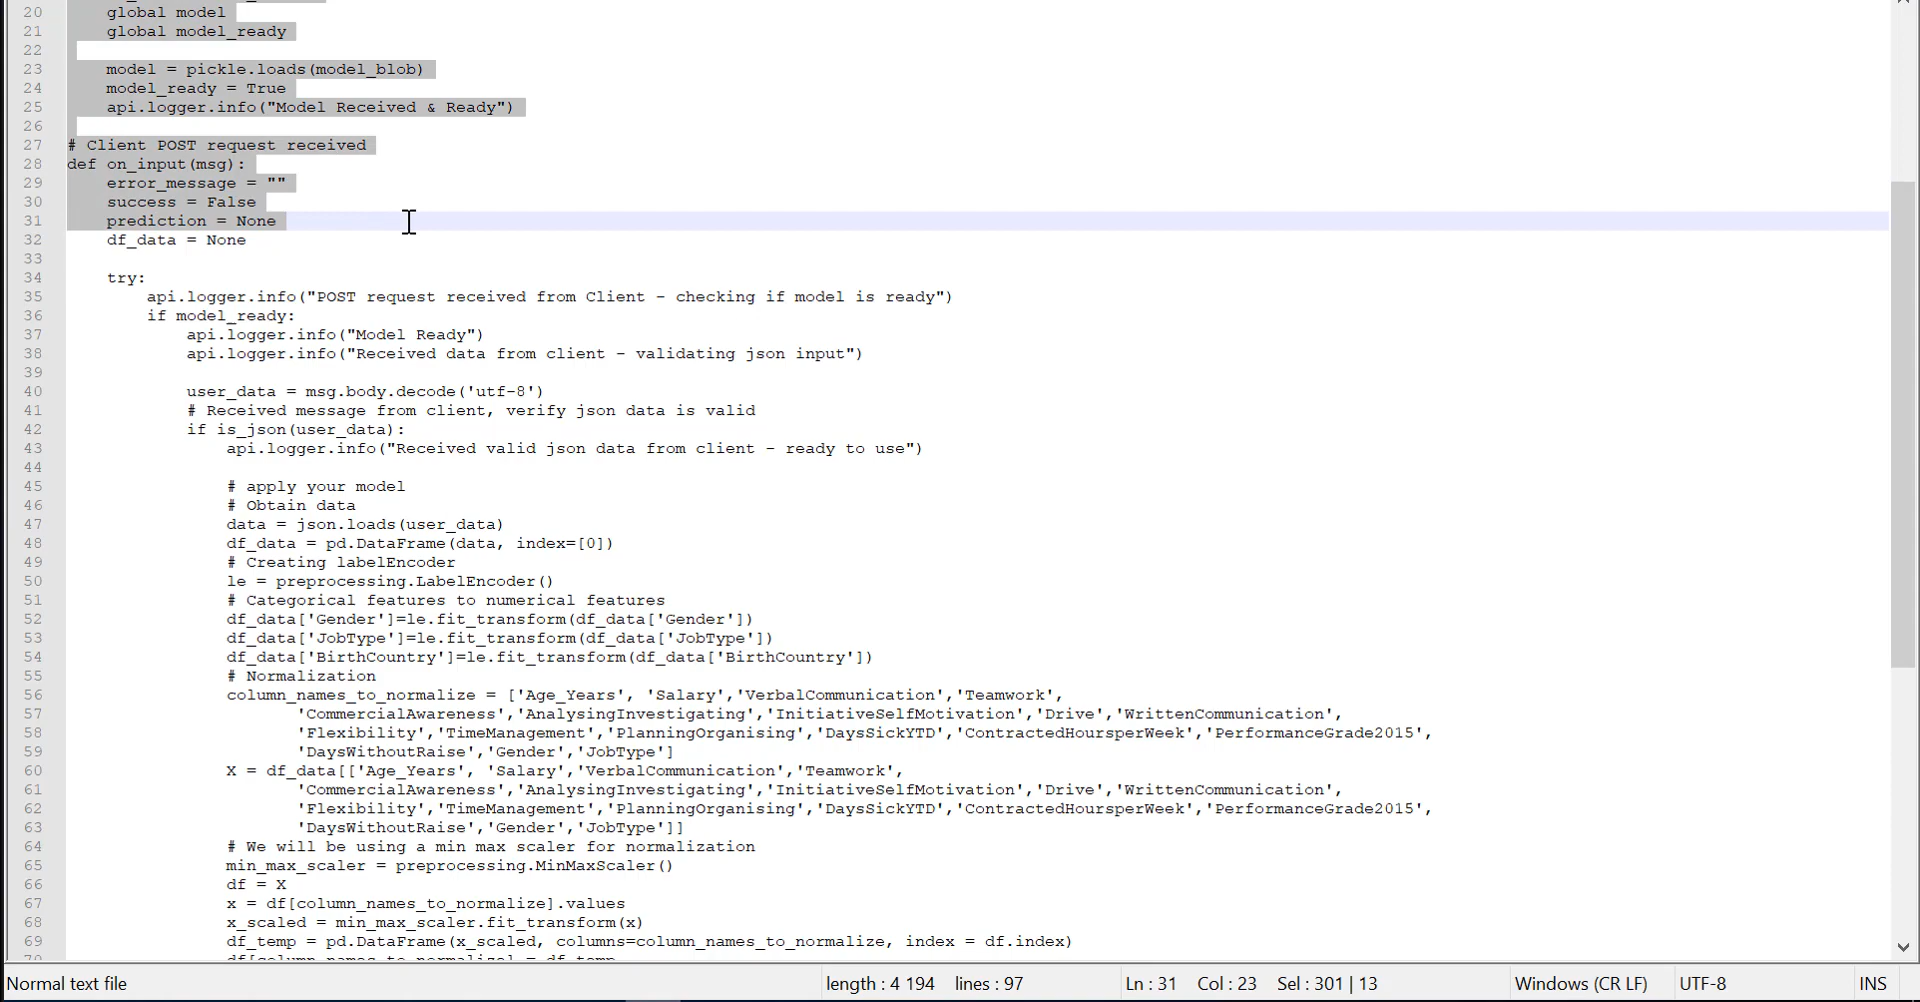 20 global model
21 global model_ready
22
23 model = pickle.loads(model_blob)
24 model_ready = True
25 api.logger.info("Model Received & Ready")
26
27 # Client POST request received
28 def on_input(msg):
29 error_message = ""
30 success = False
31 prediction = None
32 df_data = None
33
34 try:
35 api.logger.info("POST request received from Client - checking if model is ready")
36 if model_ready:
37 api.logger.info("Model Ready")
38 api.logger.info("Received data from client - validating json input")
39
40 user_data = msg.body.decode('utf-8')
41 # Received message from client, verify json data is valid
42 if is_json(user_data):
43 api.logger.info("Received valid json data from client - ready to use")
44
45 # apply your model
46 # Obtain data
47 data = json.loads(user_data)
48 df_data = pd.DataFrame(data, index=[0])
49 # Creating labelEncoder
50 le = preprocessing.LabelEncoder()
51 # Categorical features to numerical features
52 df_data['Gender']=le.fit_transform(df_data['Gender'])
53 df_data['JobType']=le.fit_transform(df_data['JobType'])
54 df_data['BirthCountry']=le.fit_transform(df_data['BirthCountry'])
55 # Normalization
56 column_names_to_normalize = ['Age_Years', 'Salary','VerbalCommunication','Teamwork',
57 'CommercialAwareness','AnalysingInvestigating','InitiativeSelfMotivation','Drive','WrittenCommunication',
58 'Flexibility','TimeManagement','PlanningOrganising','DaysSickYTD','ContractedHoursperWeek','PerformanceGrade2015',
59 'DaysWithoutRaise','Gender','JobType']
60 X = df_data[['Age_Years', 'Salary','VerbalCommunication','Teamwork',
61 'CommercialAwareness','AnalysingInvestigating','InitiativeSelfMotivation','Drive','WrittenCommunication',
62 'Flexibility','TimeManagement','PlanningOrganising','DaysSickYTD','ContractedHoursperWeek','PerformanceGrade2015',
63 'DaysWithoutRaise','Gender','JobType']]
64 # We will be using a min max scaler for normalization
65 min_max_scaler = preprocessing.MinMaxScaler()
66 df = X
67 x = df[column_names_to_normalize].values
68 x_scaled = min_max_scaler.fit_transform(x)
69 df_temp = pd.DataFrame(x_scaled, columns=column_names_to_normalize, index = df.index)
70 df[column_names_to_normalize] = df_temp
Normal text file length : 4 194 lines : 97 Ln : 31 Col : 23 Sel : 301 | 13 Windows (CR LF) UTF-8 INS